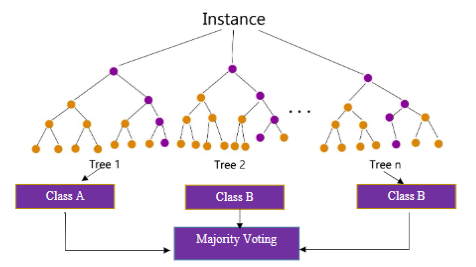 Instance
Tree 1
Tree 2
Tree n
Class A
Class B
Class B
Majority Voting